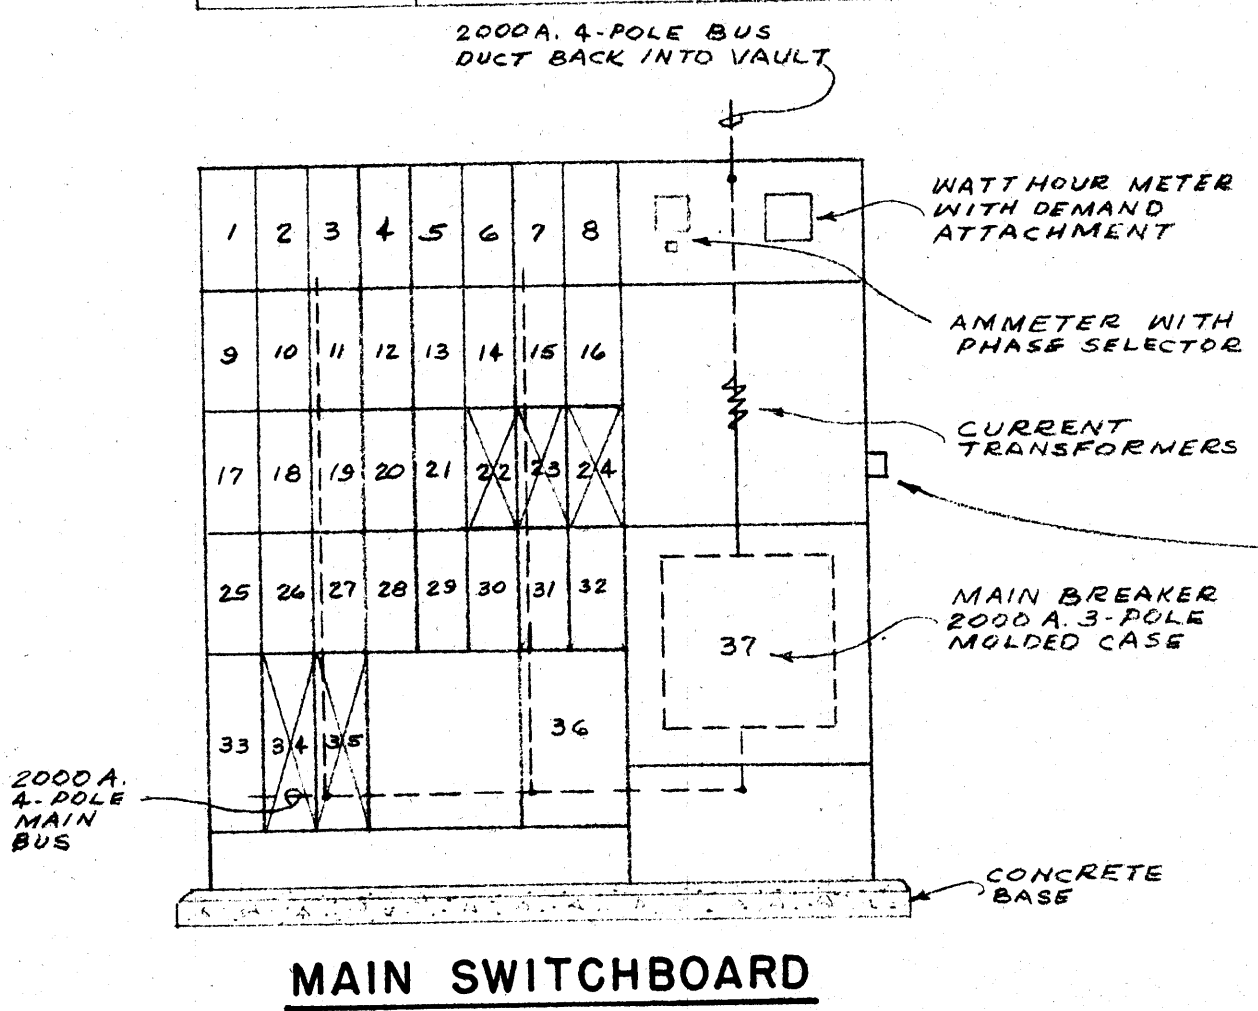 2000 A. 4-POLE BUS
DUCT BACK INTO VAULT
WATT HOUR METER
WITH DEMAND
ATTACHMENT
1 2 3 4 5 6 7 8
AMMETER WITH
PHASE SELECTOR
9 10 11 12 13 14 15 16
CURRENT
TRANSFORMERS
17 18 19 20 21 22 23 24
25 26 27 28 29 30 31 32
MAIN BREAKER
2000 A. 3-POLE
MOLDED CASE
37
33 34 35 36
2000 A.
4-POLE
MAIN
BUS
CONCRETE
BASE
MAIN SWITCHBOARD